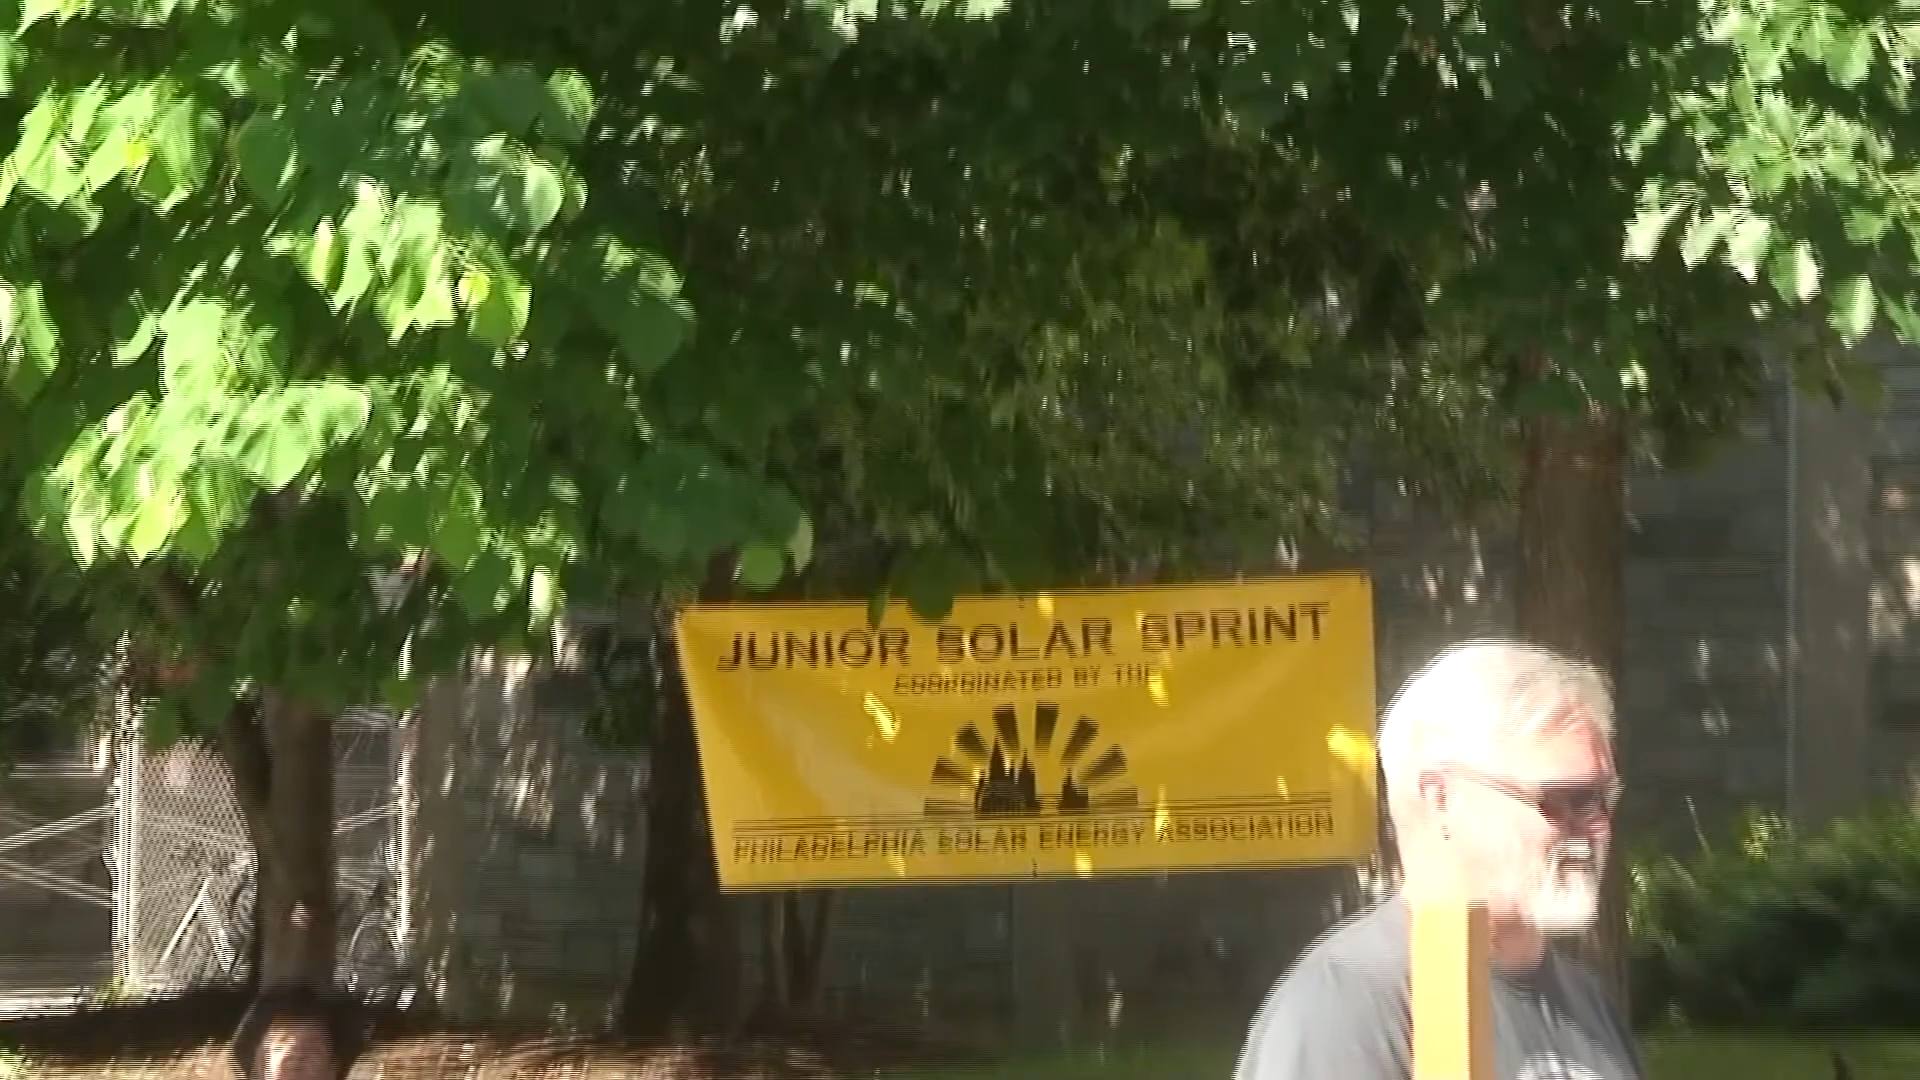 JUNIOR SOLAR SPRINT
COORDINATED BY THE
PHILADELPHIA SOLAR ENERGY ASSOCIATION